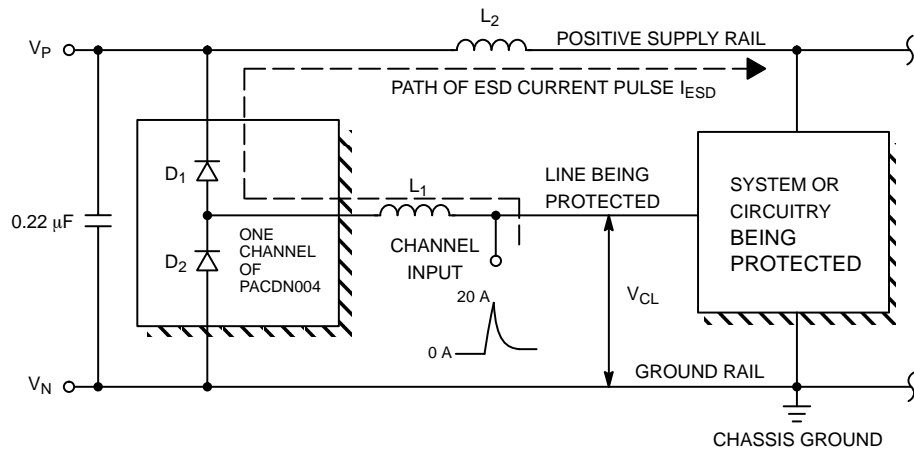 L2
VP
POSITIVE SUPPLY RAIL
PATH OF ESD CURRENT PULSE IESD
D1
L1
LINE BEING
PROTECTED
SYSTEM OR
CIRCUITRY
BEING
PROTECTED
0.22 μF
ONE
CHANNEL
OF
PACDN004
D2
CHANNEL
INPUT
20 A
VCL
0 A
VN
GROUND RAIL
CHASSIS GROUND